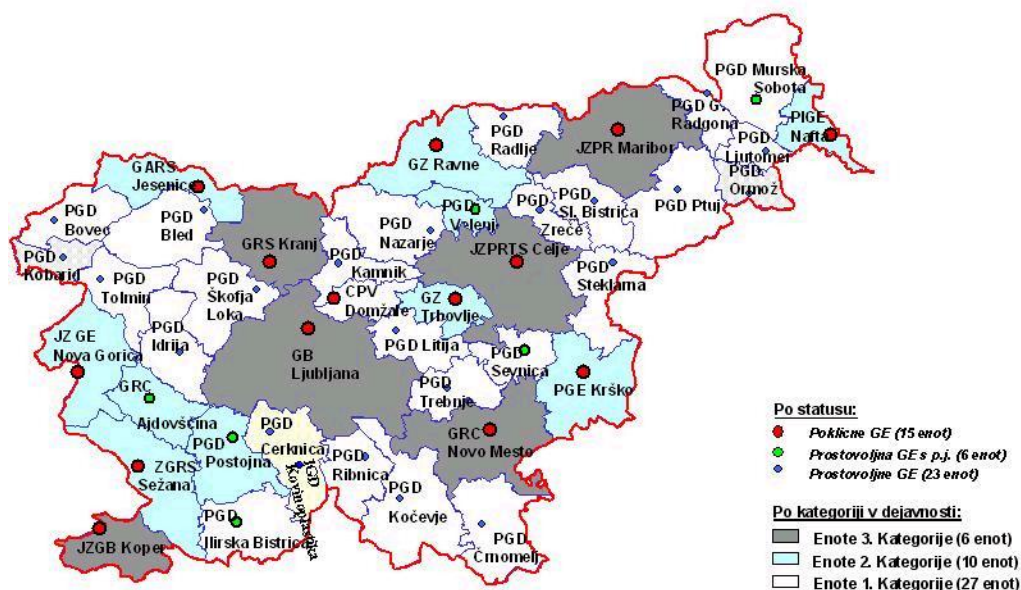 PGD Murska
Sobota
PIGE
Nafta
PGD G.
Radgona
PGD
Ljutomer
PGD
Ormož
PGD
Radlje
JZPR Maribor
GZ Ravne
GARS
Jesenice
PGD
Velenje
PGD
Zreče
PGD
Sl. Bistrica
PGD Ptuj
PGD
Bovec
PGD
Bled
PGD
Nazarje
GRS Kranj
PGD
Kamnik
JZPRTS Celje
PGD
Steklarna
PGD
Kobarid
PGD
Tolmin
PGD
Škofja
Loka
CPV
Domžale
GZ
Trbovlje
JZ GE
Nova Gorica
PGD
Idrija
GB
Ljubljana
PGD Litija
PGD
Sevnica
PGE Krško
GRC
Ajdovščina
PGD
Trebnje
PGD
Postojna
PGD
Cerknica
IGD
Kovinoplastika
PGD
Ribnica
GRC
Novo Mesto
ZGRS
Sežana
PGD
Kočevje
JZGB Koper
PGD
Ilirska Bistrica
PGD
Črnomelj
Po statusu:
Poklicne GE (15 enot)
Prostovoljna GE s p.j. (6 enot)
Prostovoljne GE (23 enot)
Po kategoriji v dejavnosti:
Enote 3. Kategorije (6 enot)
Enote 2. Kategorije (10 enot)
Enote 1. Kategorije (27 enot)